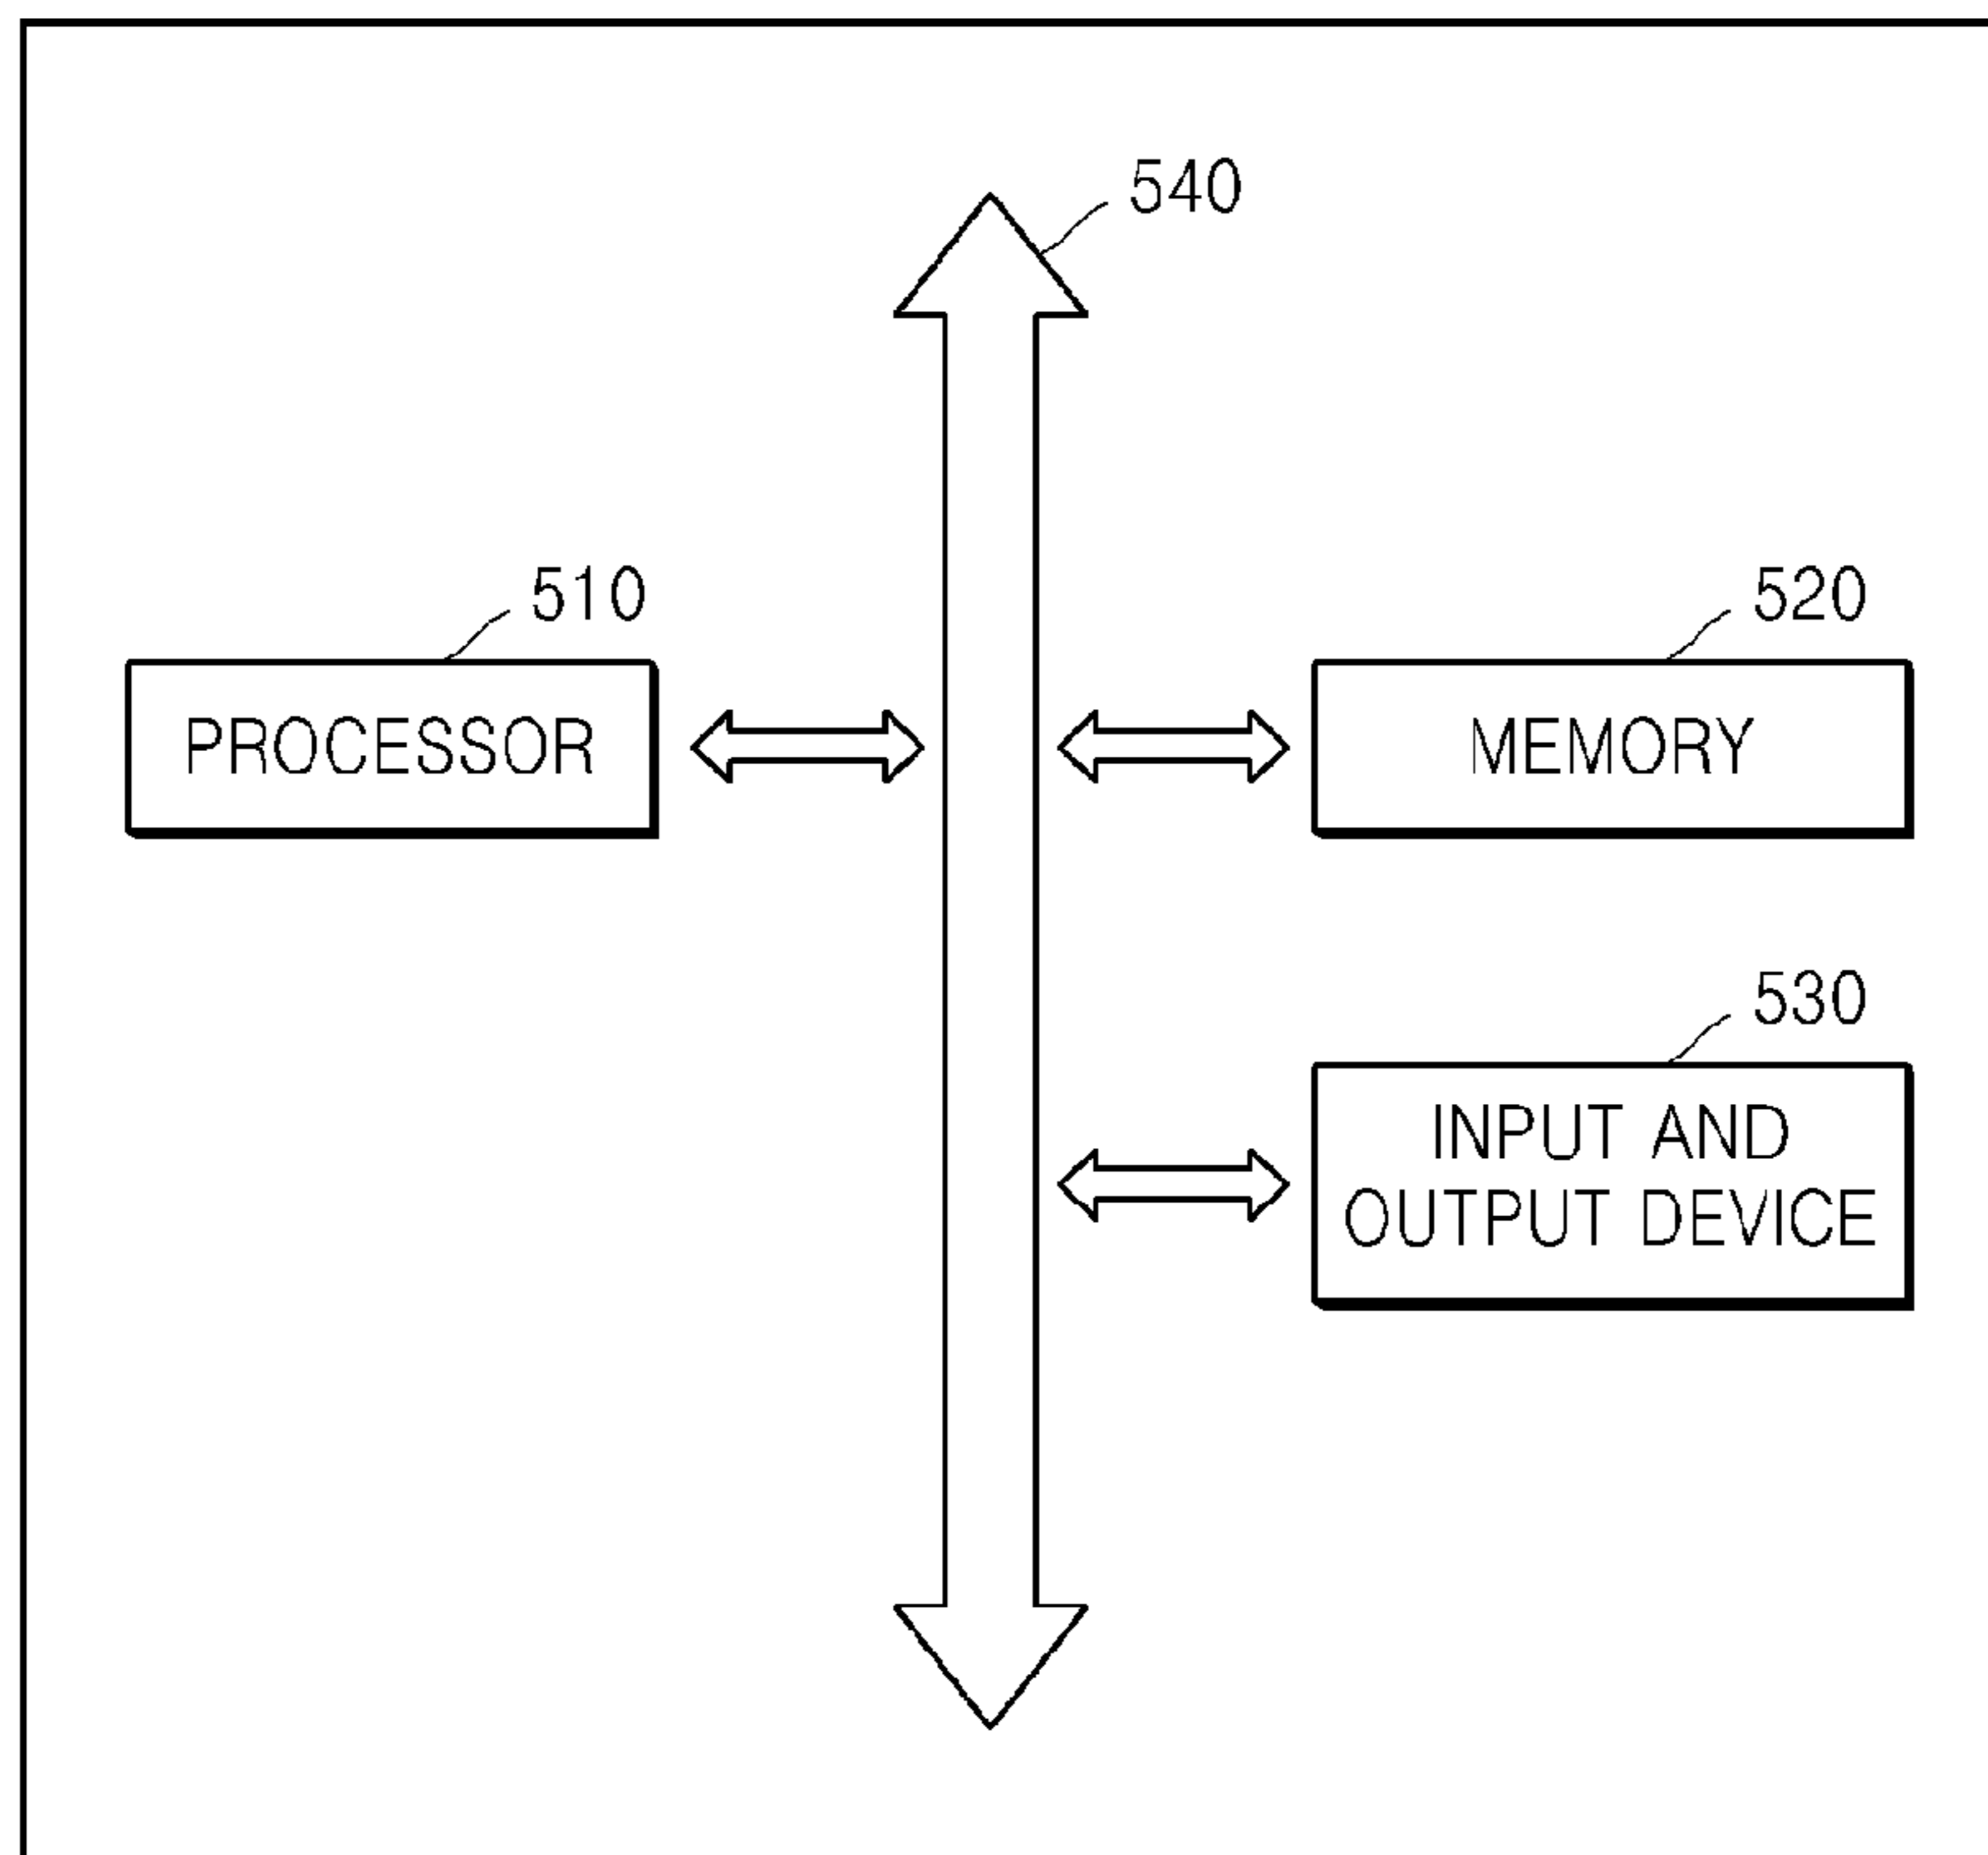 540
510
PROCESSOR
520
MEMORY
530
INPUT AND
OUTPUT DEVICE